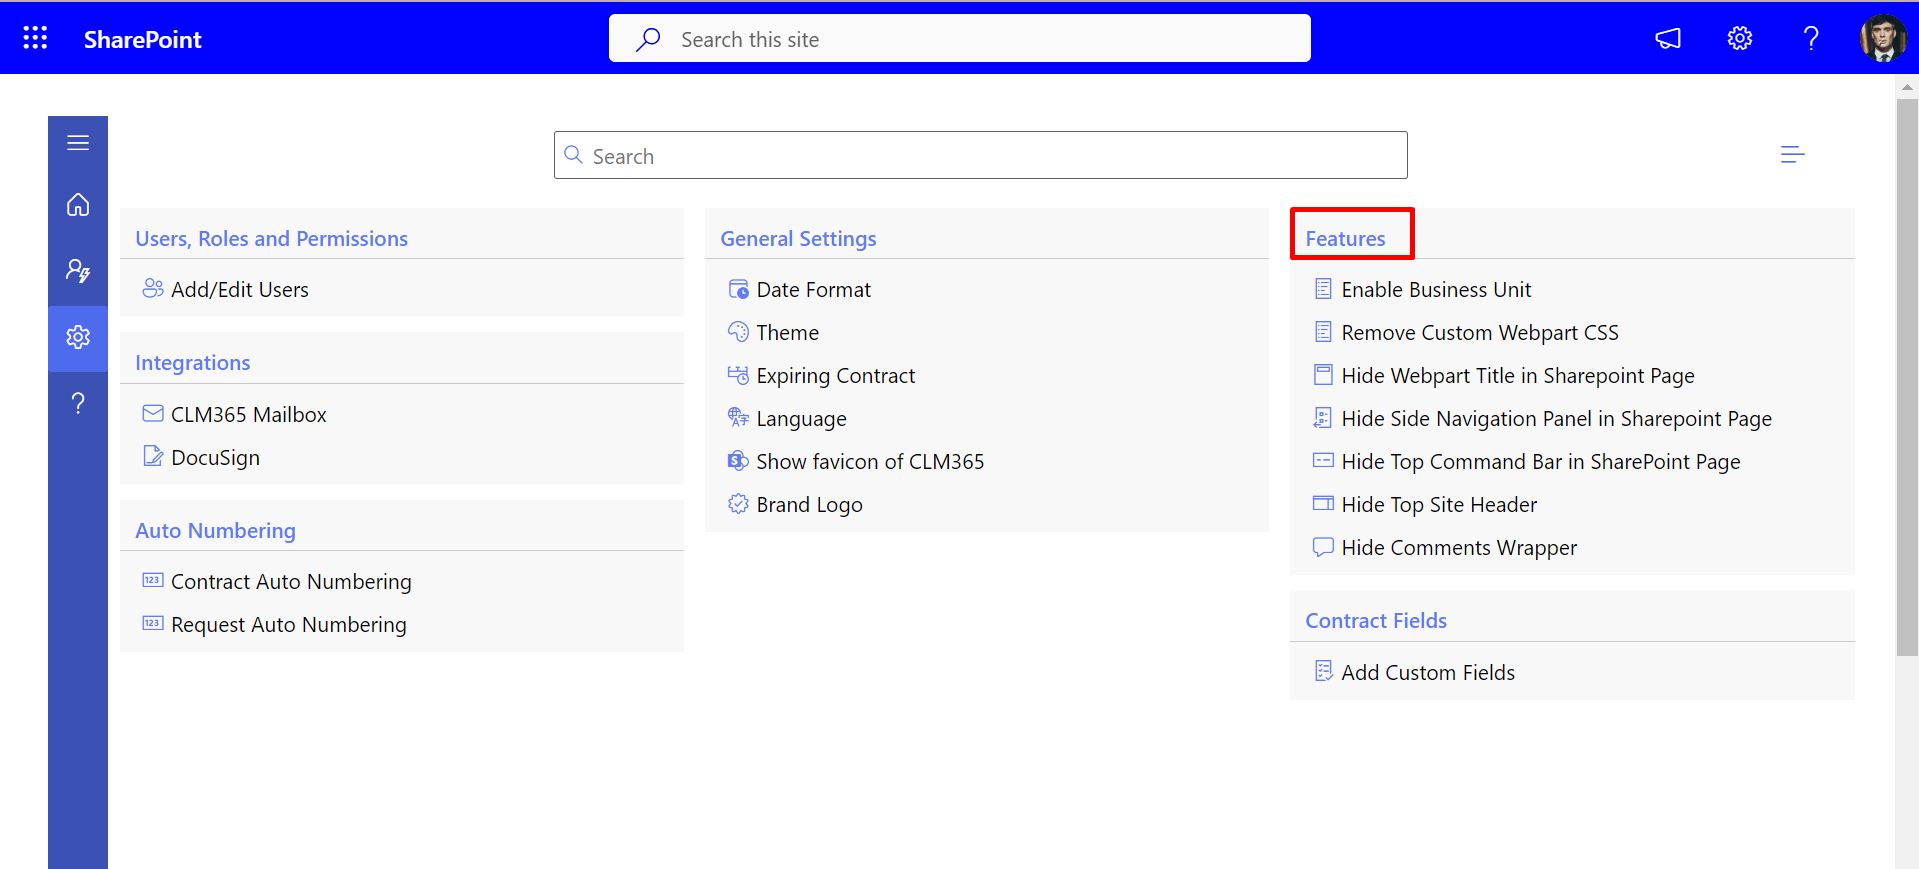 SharePoint
Search this site
Search
Users, Roles and Permissions
Add/Edit Users
Integrations
CLM365 Mailbox
DocuSign
Auto Numbering
123 Contract Auto Numbering
123 Request Auto Numbering
General Settings
Date Format
Theme
Expiring Contract
Language
Show favicon of CLM365
Brand Logo
Features
Enable Business Unit
Remove Custom Webpart CSS
Hide Webpart Title in Sharepoint Page
Hide Side Navigation Panel in Sharepoint Page
Hide Top Command Bar in SharePoint Page
Hide Top Site Header
Hide Comments Wrapper
Contract Fields
Add Custom Fields